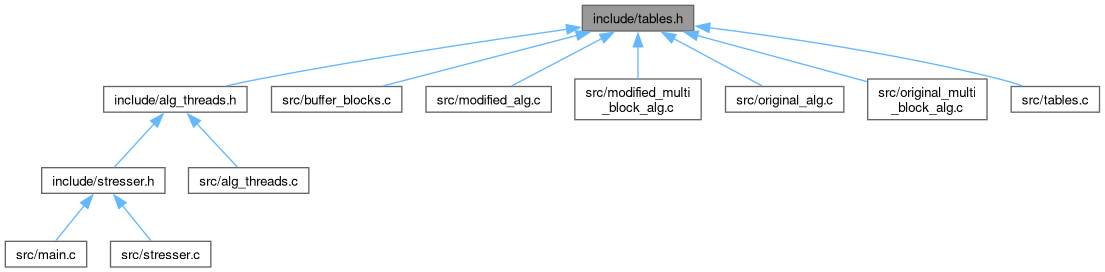 include/tables.h
include/alg_threads.h
src/buffer_blocks.c
src/modified_alg.c
src/modified_multi
_block_alg.c
src/original_alg.c
src/original_multi
_block_alg.c
src/tables.c
include/stresser.h
src/alg_threads.c
src/main.c
src/stresser.c